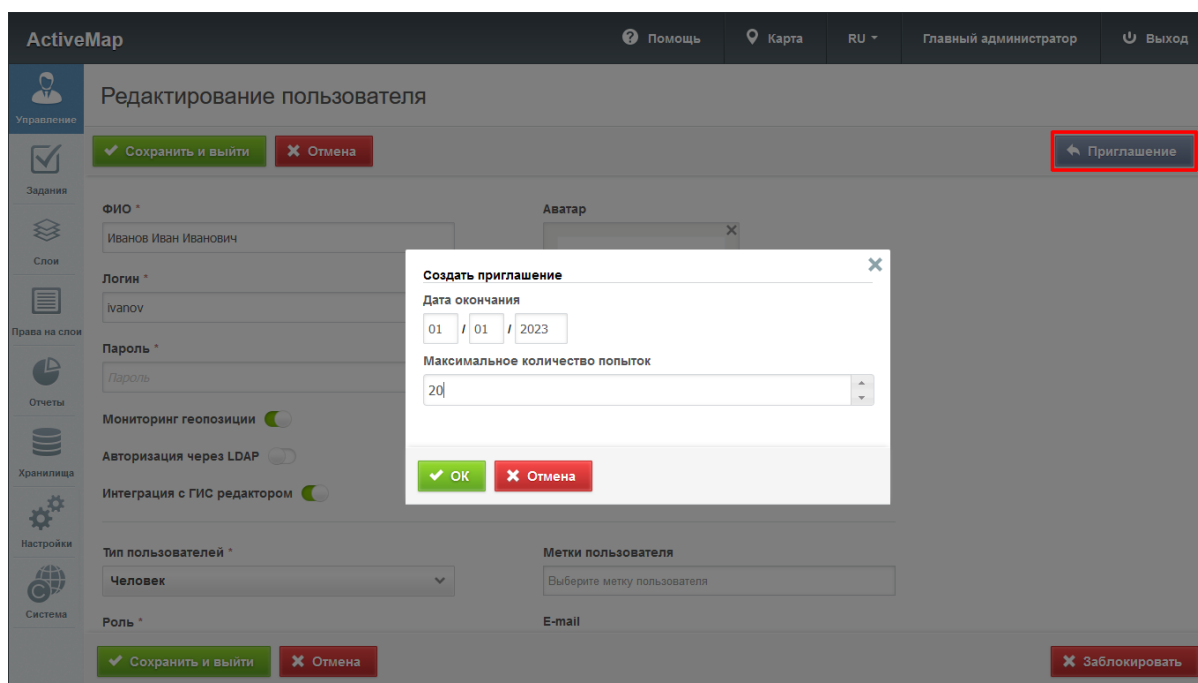 ActiveMap
Помощь
Карта
RU
Главный администратор
Выход
Управление
Редактирование пользователя
Сохранить и выйти
Отмена
Приглашение
Задания
Слои
Права на слои
Отчеты
Хранилища
Настройки
Система
ФИО *
Иванов Иван Иванович
Аватар
Логин *
ivanov
Пароль *
Пароль
Мониторинг геопозиции
Авторизация через LDAP
Интеграция с ГИС редактором
Создать приглашение
Дата окончания
01 / 01 / 2023
Максимальное количество попыток
20
ОК
Отмена
Тип пользователей *
Человек
Метки пользователя
Выберите метку пользователя
Роль *
E-mail
Сохранить и выйти
Отмена
Заблокировать